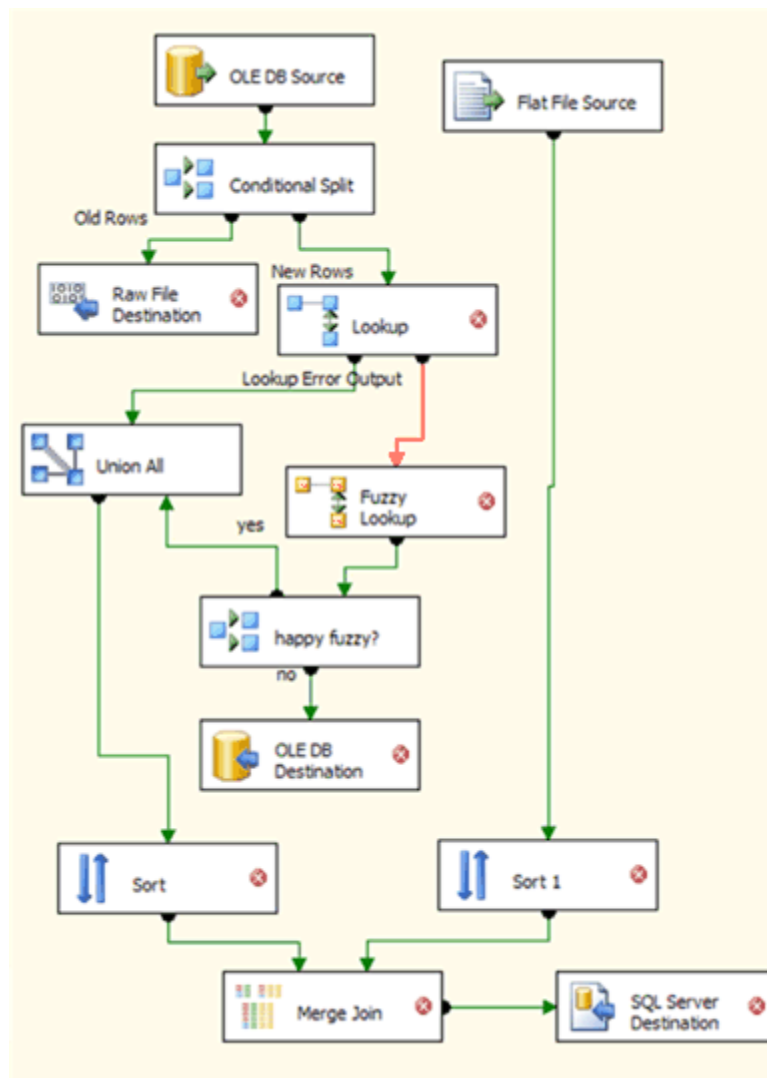 OLE DB Source
Flat File Source
Conditional Split
Old Rows
New Rows
Raw File
Destination
Lookup
Lookup Error Output
Union All
Fuzzy
Lookup
yes
happy fuzzy?
no
OLE DB
Destination
Sort
Sort 1
Merge Join
SQL Server
Destination